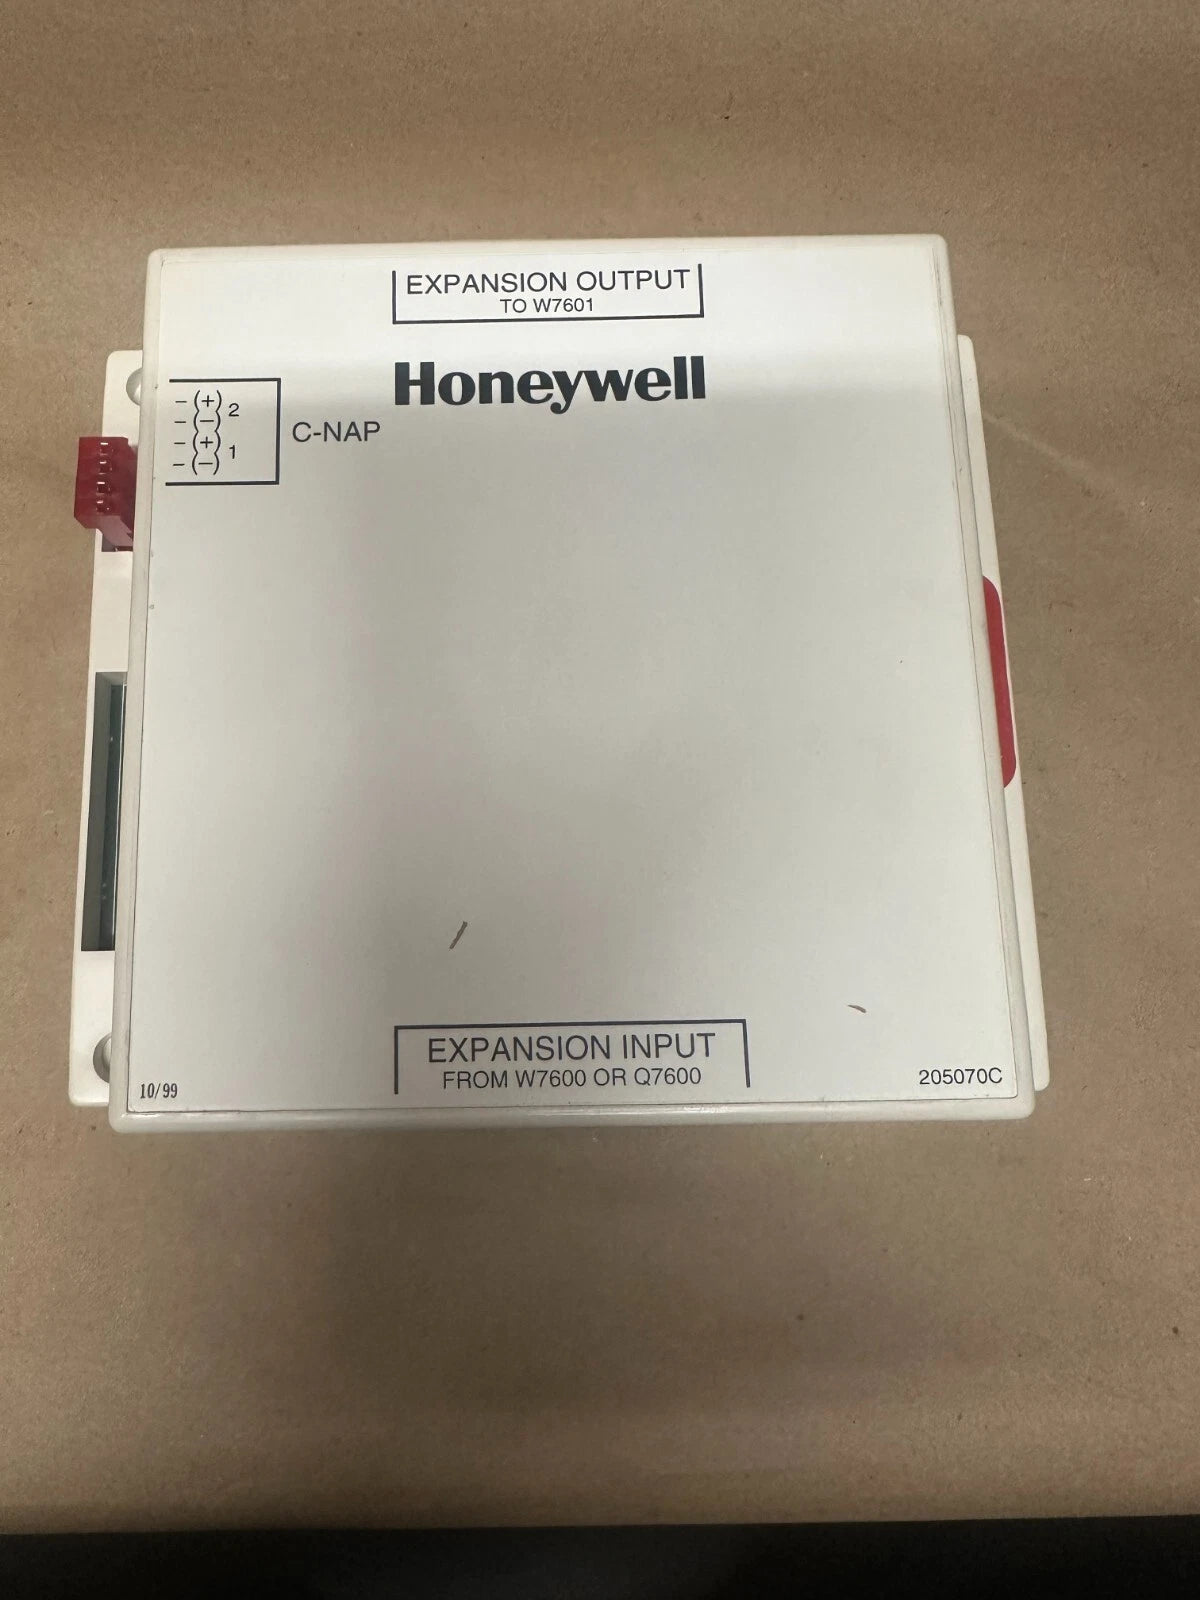 EXPANSION OUTPUT
TO W7601
Honeywell
- (+) 2
- (-)
- (+) 1
- (-)
C-NAP
EXPANSION INPUT
FROM W7600 OR Q7600
10/99
205070C